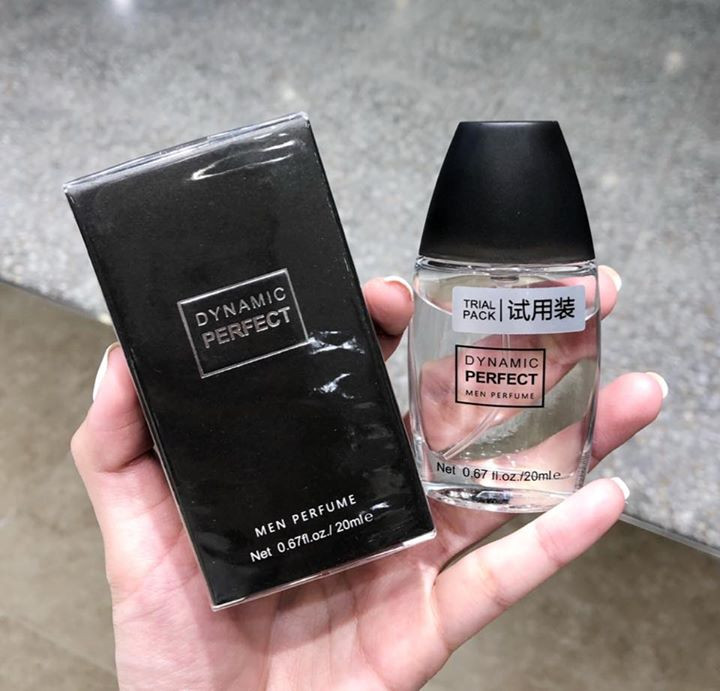 DYNAMIC
PERFECT
MEN PERFUME
Net 0.67fl.oz./ 20ml℮
TRIAL
PACK
试用装
DYNAMIC
PERFECT
MEN PERFUME
Net 0.67 fl.oz./20ml℮